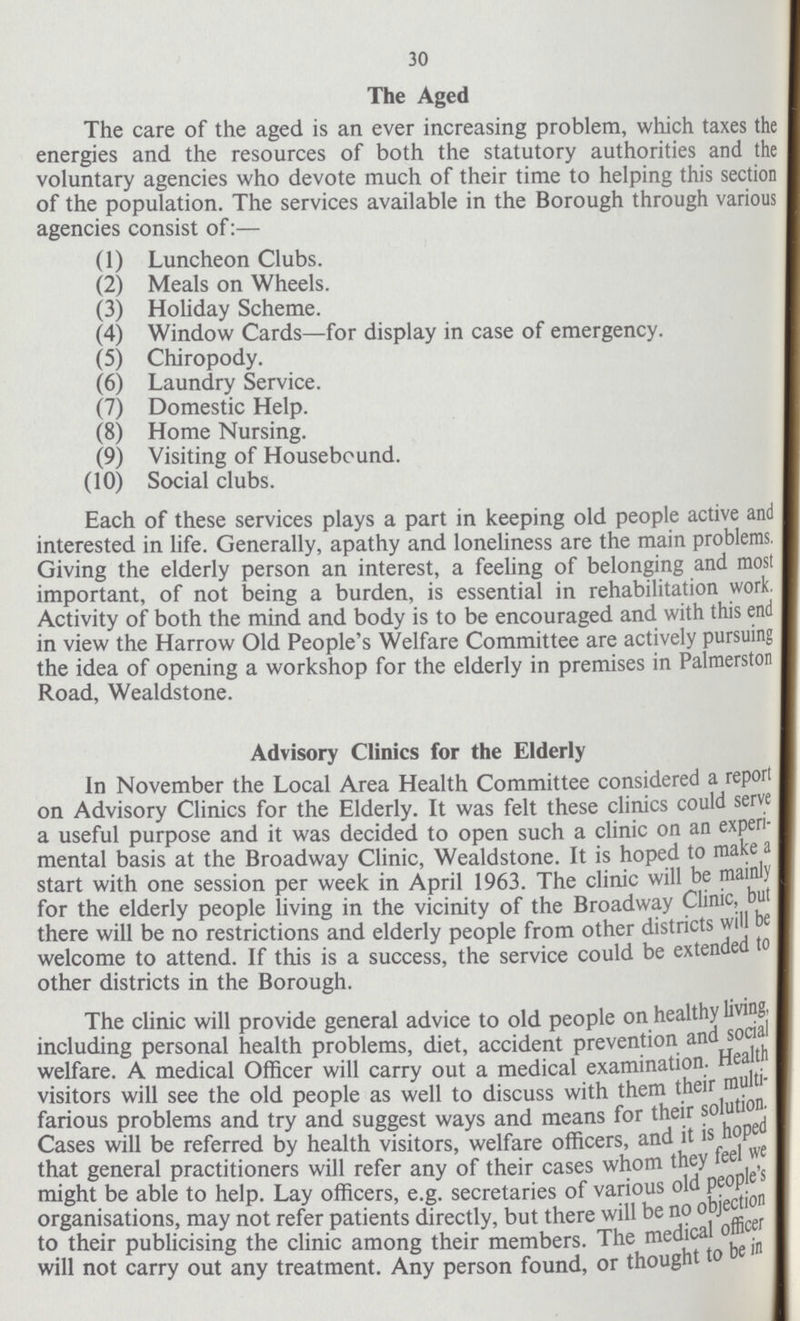 30
The Aged
The care of the aged is an ever increasing problem, which taxes the
energies and the resources of both the statutory authorities and the
voluntary agencies who devote much of their time to helping this section
of the population. The services available in the Borough through various
agencies consist of:—
(1) Luncheon Clubs.
(2) Meals on Wheels.
(3) Holiday Scheme.
(4) Window Cards—for display in case of emergency.
(5) Chiropody.
(6) Laundry Service.
(7) Domestic Help.
(8) Home Nursing.
(9) Visiting of Housebound.
(10) Social clubs.
Each of these services plays a part in keeping old people active and
interested in life. Generally, apathy and loneliness are the main problems.
Giving the elderly person an interest, a feeling of belonging and most
important, of not being a burden, is essential in rehabilitation work.
Activity of both the mind and body is to be encouraged and with this end
in view the Harrow Old People's Welfare Committee are actively pursuing
the idea of opening a workshop for the elderly in premises in Palmerston
Road, Wealdstone.
Advisory Clinics for the Elderly
In November the Local Area Health Committee considered a report
on Advisory Clinics for the Elderly. It was felt these clinics could serve
a useful purpose and it was decided to open such a clinic on an experi-
mental basis at the Broadway Clinic, Wealdstone. It is hoped to make a
start with one session per week in April 1963. The clinic will be mainly
for the elderly people living in the vicinity of the Broadway Clinic, but
there will be no restrictions and elderly people from other districts will be
welcome to attend. If this is a success, the service could be extended to
other districts in the Borough.
The clinic will provide general advice to old people on healthy living,
including personal health problems, diet, accident prevention and social
welfare. A medical Officer will carry out a medical examination. Health
visitors will see the old people as well to discuss with them their multi-
farious problems and try and suggest ways and means for their solution.
Cases will be referred by health visitors, welfare officers, and it is hoped
that general practitioners will refer any of their cases whom they feel we
might be able to help. Lay officers, e.g. secretaries of various old people's
organisations, may not refer patients directly, but there will be no objection
to their publicising the clinic among their members. The medical officer
will not carry out any treatment. Any person found, or thought to be in